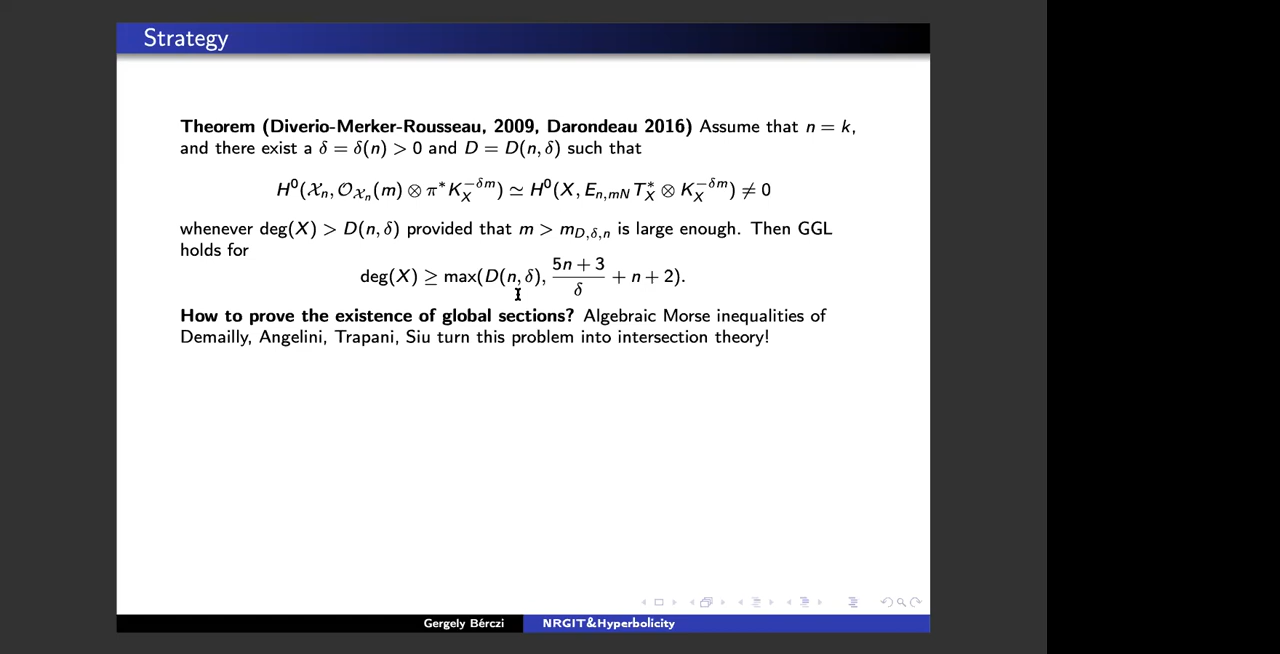 Strategy
Theorem (Diverio-Merker-Rousseau, 2009, Darondeau 2016) Assume that n = k,
and there exist a δ = δ(n) > 0 and D = D(n, δ) such that
H⁰(𝒳ₙ, 𝒪_{𝒳ₙ}(m) ⊗ π*K_X^{−δm}) ≃ H⁰(X, E_{n,mN} T*_X ⊗ K_X^{−δm}) ≠ 0
whenever deg(X) > D(n, δ) provided that m > m_{D,δ,n} is large enough. Then GGL
holds for
deg(X) ≥ max(D(n, δ), \frac{5n + 3}{δ} + n + 2).
How to prove the existence of global sections? Algebraic Morse inequalities of
Demailly, Angelini, Trapani, Siu turn this problem into intersection theory!
Gergely Bérczi NRGIT&Hyperbolicity